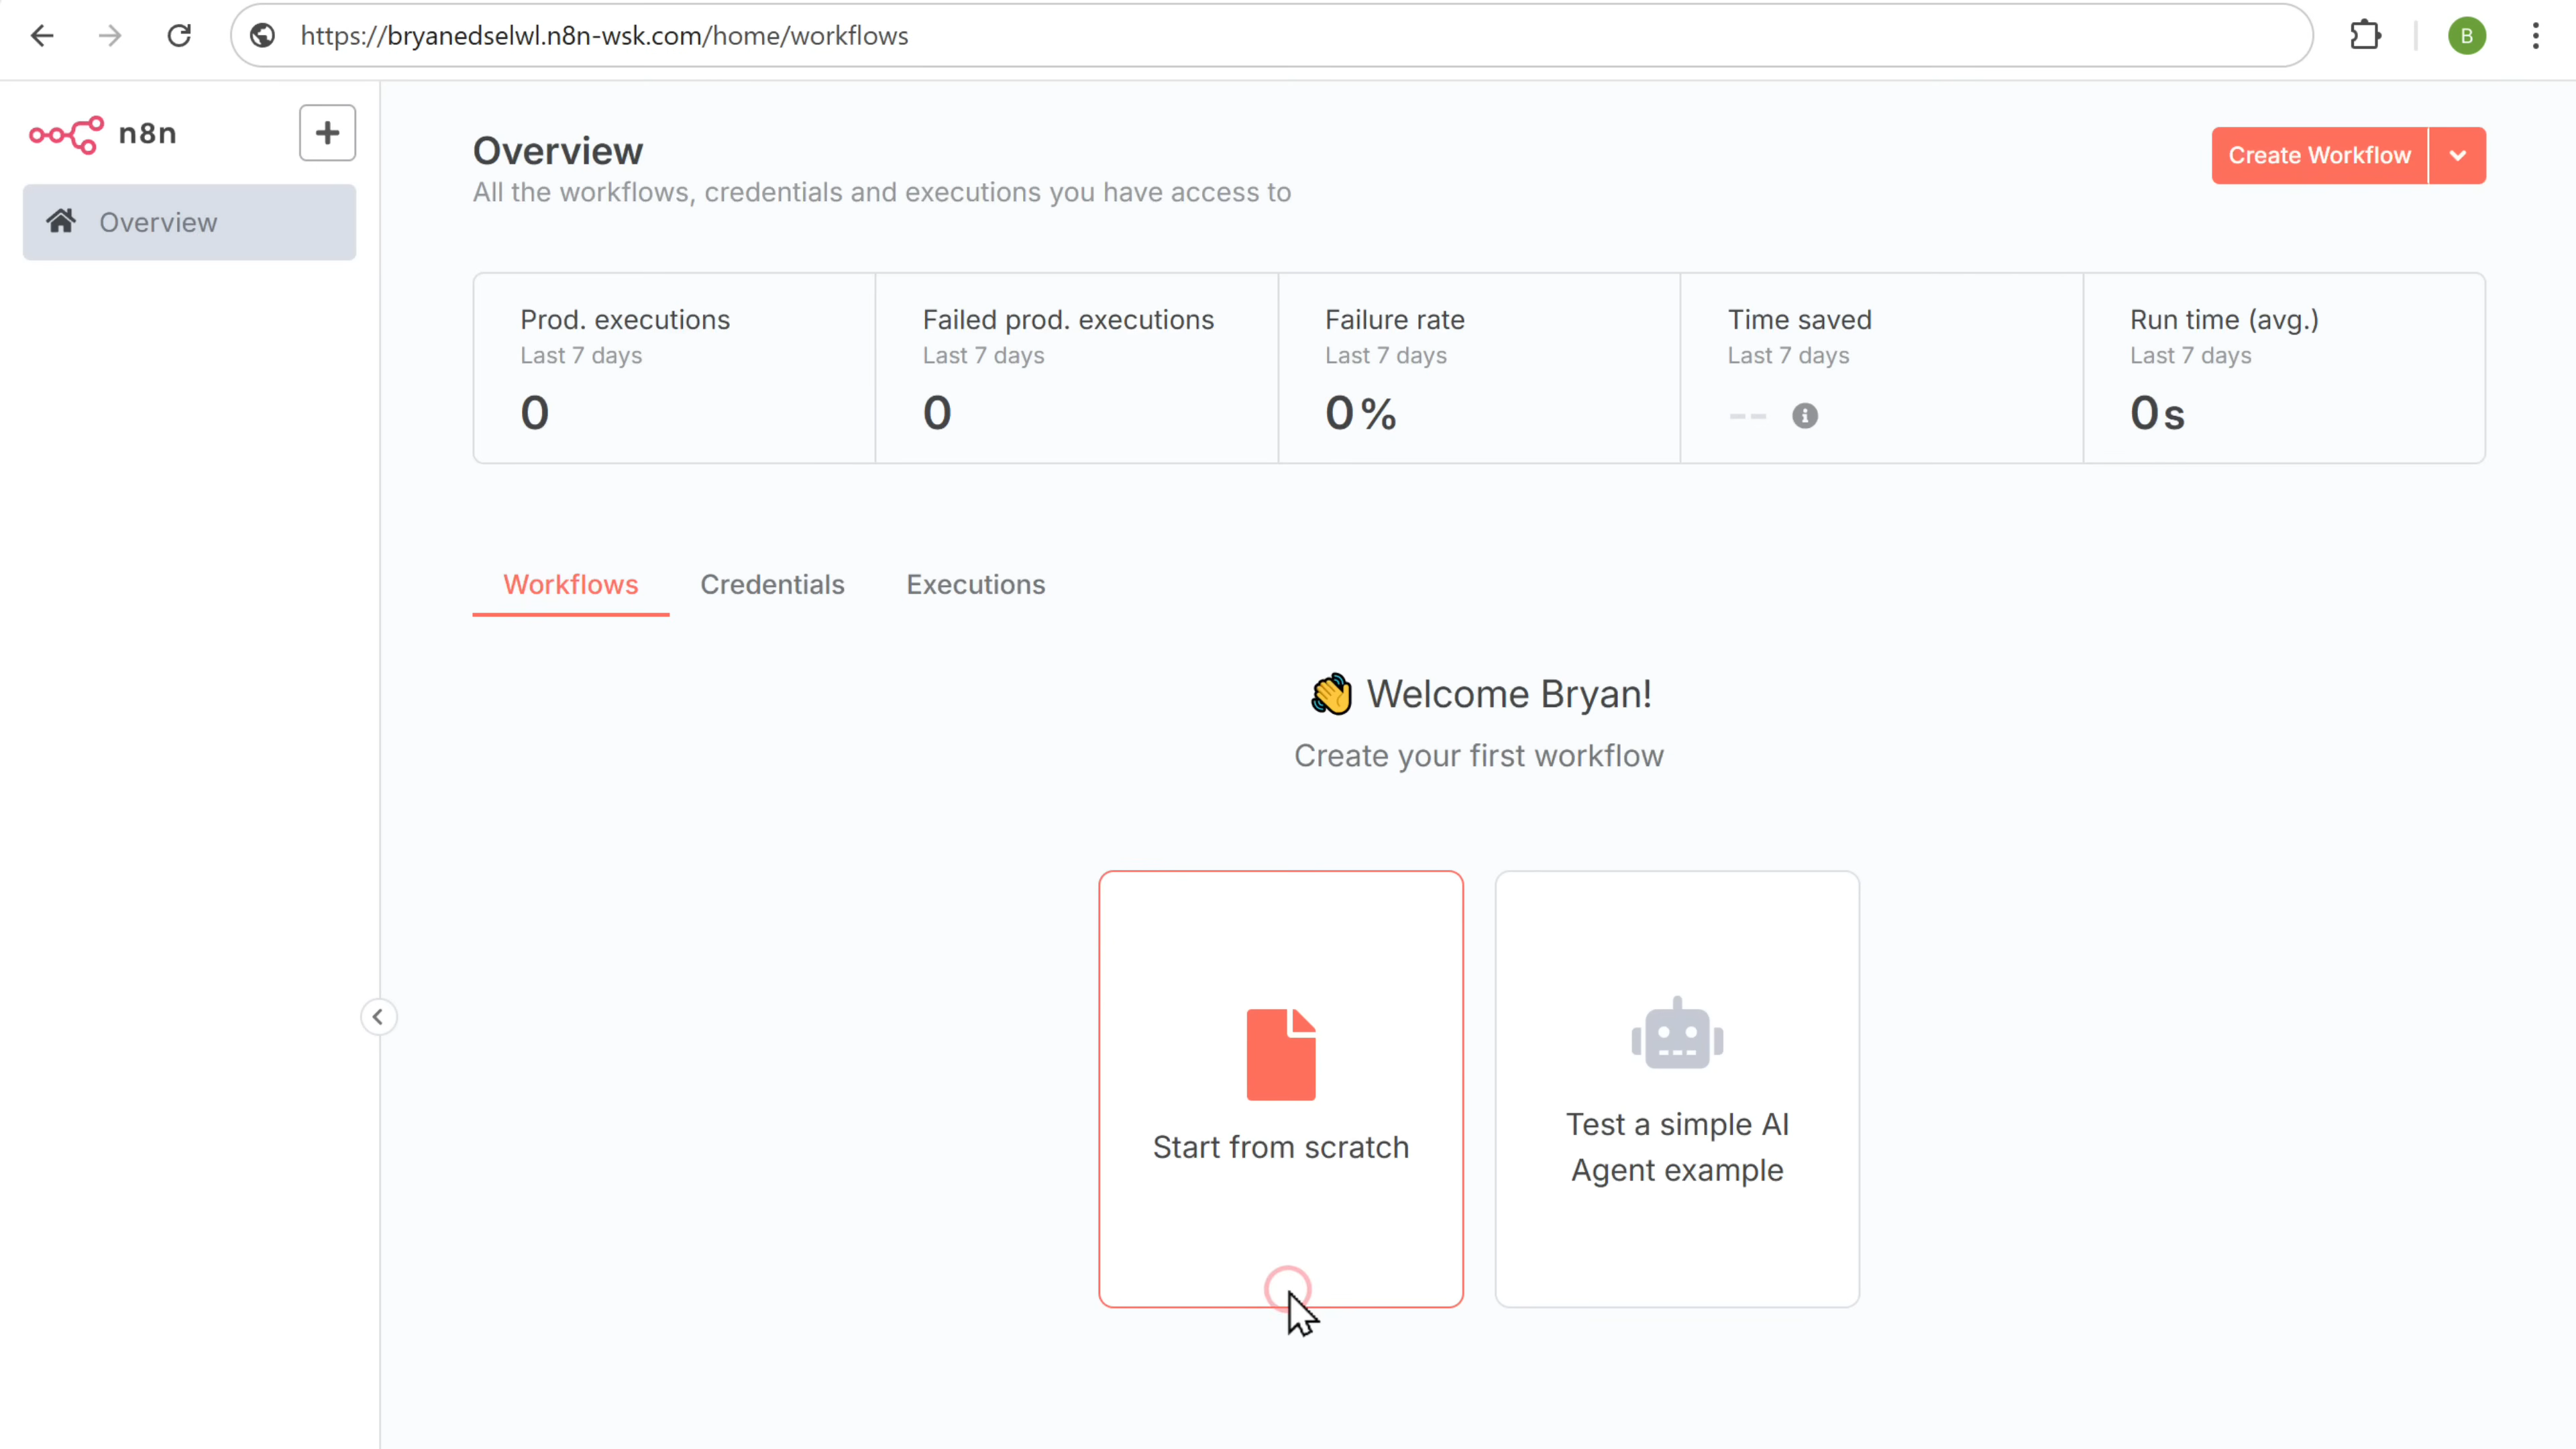 https://bryanedselwl.n8n-wsk.com/home/workflows
B
n8n
Overview
Overview
All the workflows, credentials and executions you have access to
Create Workflow
Prod. executions
Last 7 days
0
Failed prod. executions
Last 7 days
0
Failure rate
Last 7 days
0%
Time saved
Last 7 days
--
Run time (avg.)
Last 7 days
0s
Workflows
Credentials
Executions
👋 Welcome Bryan!
Create your first workflow
Start from scratch
Test a simple AI
Agent example